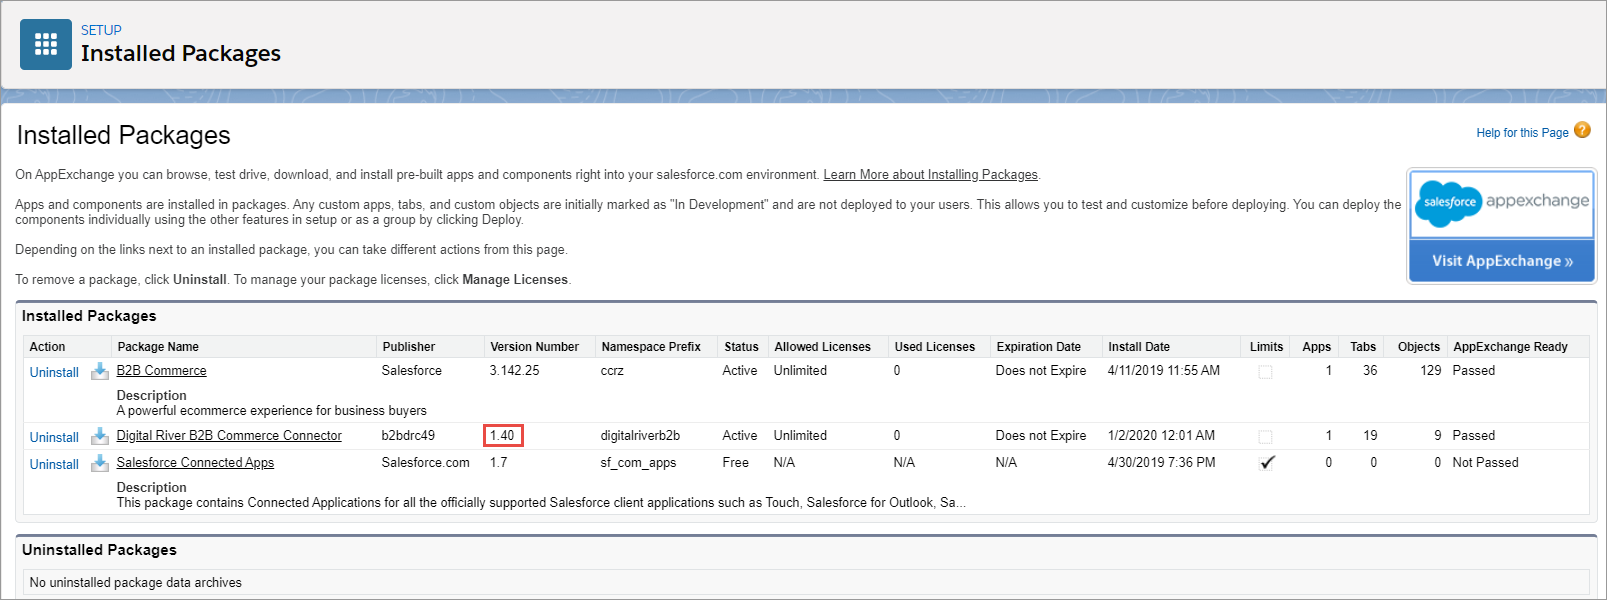 SETUP
Installed Packages
Installed Packages
Help for this Page ?
On AppExchange you can browse, test drive, download, and install pre-built apps and components right into your salesforce.com environment. Learn More about Installing Packages.
Apps and components are installed in packages. Any custom apps, tabs, and custom objects are initially marked as "In Development" and are not deployed to your users. This allows you to test and customize before deploying. You can deploy the
components individually using the other features in setup or as a group by clicking Deploy.
Depending on the links next to an installed package, you can take different actions from this page.
To remove a package, click Uninstall. To manage your package licenses, click Manage Licenses.
salesforce appexchange
Visit AppExchange »
Installed Packages
Action Package Name Publisher Version Number Namespace Prefix Status Allowed Licenses Used Licenses Expiration Date Install Date Limits Apps Tabs Objects AppExchange Ready
Uninstall B2B Commerce Salesforce 3.142.25 ccrz Active Unlimited 0 Does not Expire 4/11/2019 11:55 AM 1 36 129 Passed
Description
A powerful ecommerce experience for business buyers
Uninstall Digital River B2B Commerce Connector b2bdrc49 1.40 digitalriverb2b Active Unlimited 0 Does not Expire 1/2/2020 12:01 AM 1 19 9 Passed
Uninstall Salesforce Connected Apps Salesforce.com 1.7 sf_com_apps Free N/A N/A N/A 4/30/2019 7:36 PM ✓ 0 0 0 Not Passed
Description
This package contains Connected Applications for all the officially supported Salesforce client applications such as Touch, Salesforce for Outlook, Sa...
Uninstalled Packages
No uninstalled package data archives